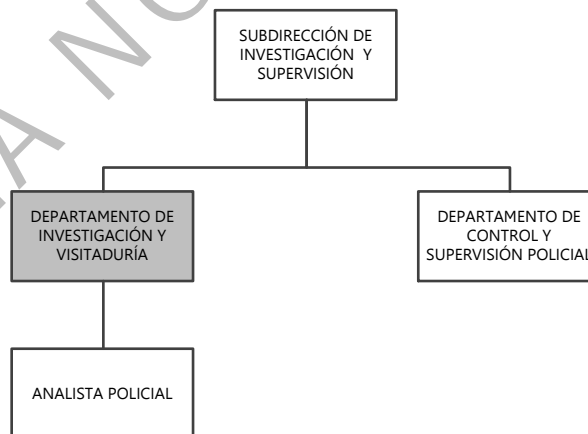 SUBDIRECCIÓN DE
INVESTIGACIÓN Y
SUPERVISIÓN
DEPARTAMENTO DE
INVESTIGACIÓN Y
VISITADURÍA
DEPARTAMENTO DE
CONTROL Y
SUPERVISIÓN POLICIAL
ANALISTA POLICIAL